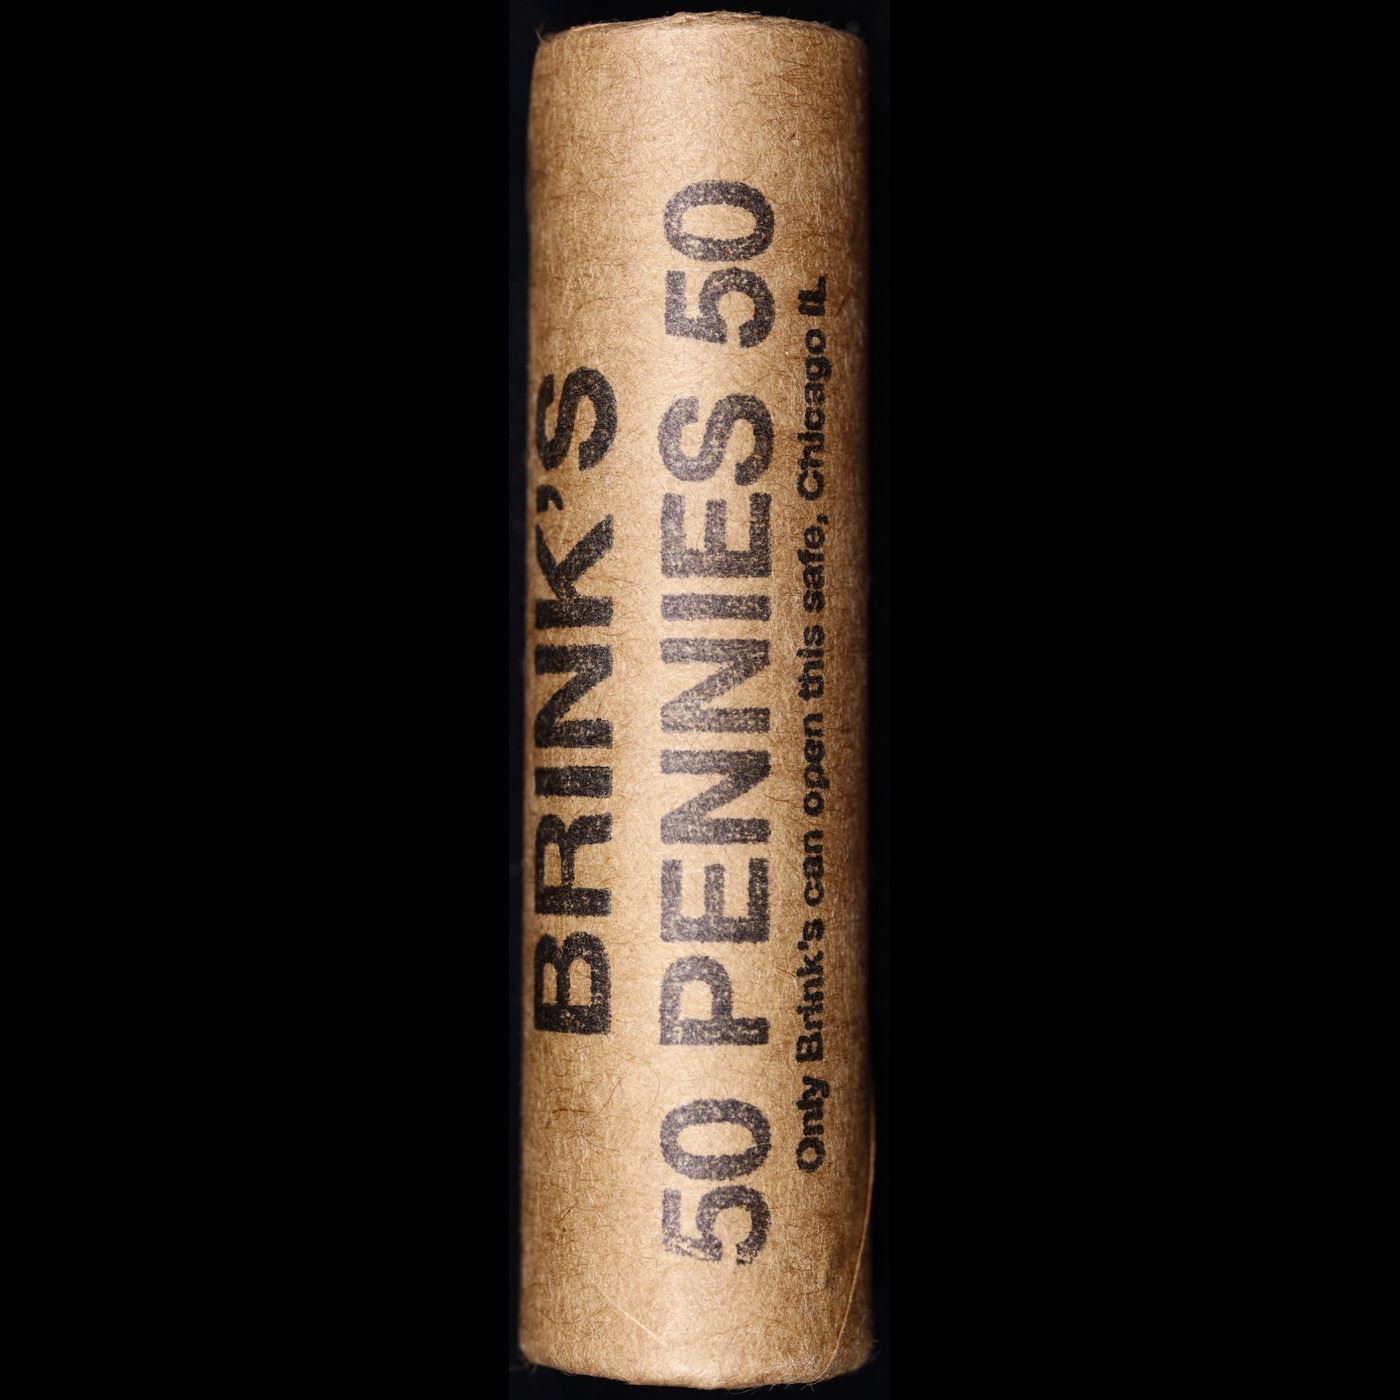 BRINK'S
50 PENNIES 50
Only Brink's can open this safe, Chicago IL